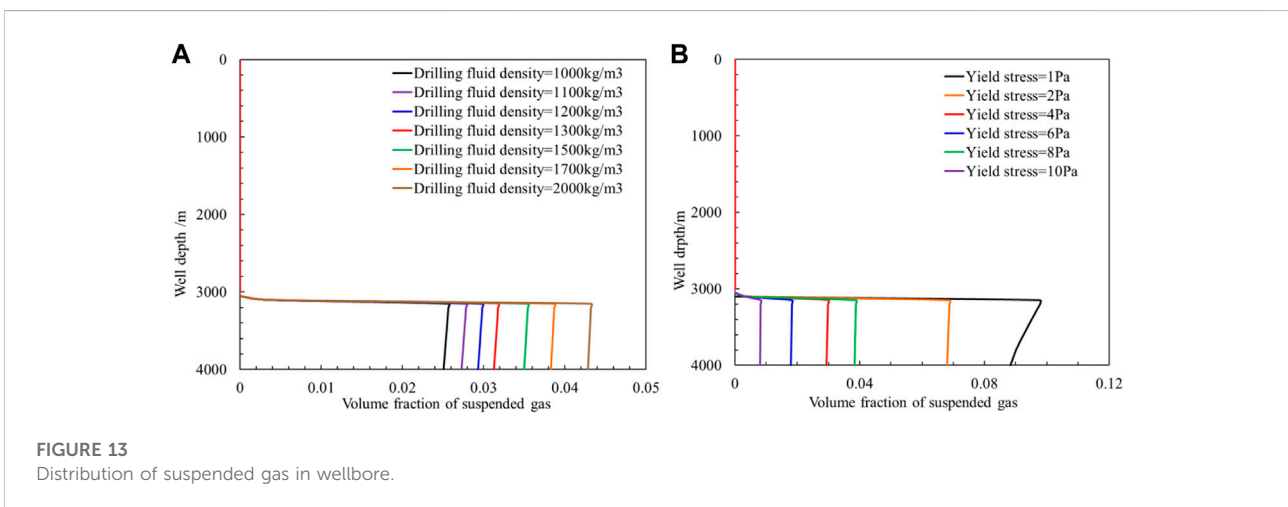 A
0
1000
2000
3000
4000
Well depth /m
Drilling fluid density=1000kg/m3
Drilling fluid density=1100kg/m3
Drilling fluid density=1200kg/m3
Drilling fluid density=1300kg/m3
Drilling fluid density=1500kg/m3
Drilling fluid density=1700kg/m3
Drilling fluid density=2000kg/m3
0 0.01 0.02 0.03 0.04 0.05
Volume fraction of suspended gas
B
0
1000
2000
3000
4000
Well drpth/m
Yield stress=1Pa
Yield stress=2Pa
Yield stress=4Pa
Yield stress=6Pa
Yield stress=8Pa
Yield stress=10Pa
0 0.04 0.08 0.12
Volume fraction of suspended gas
FIGURE 13
Distribution of suspended gas in wellbore.